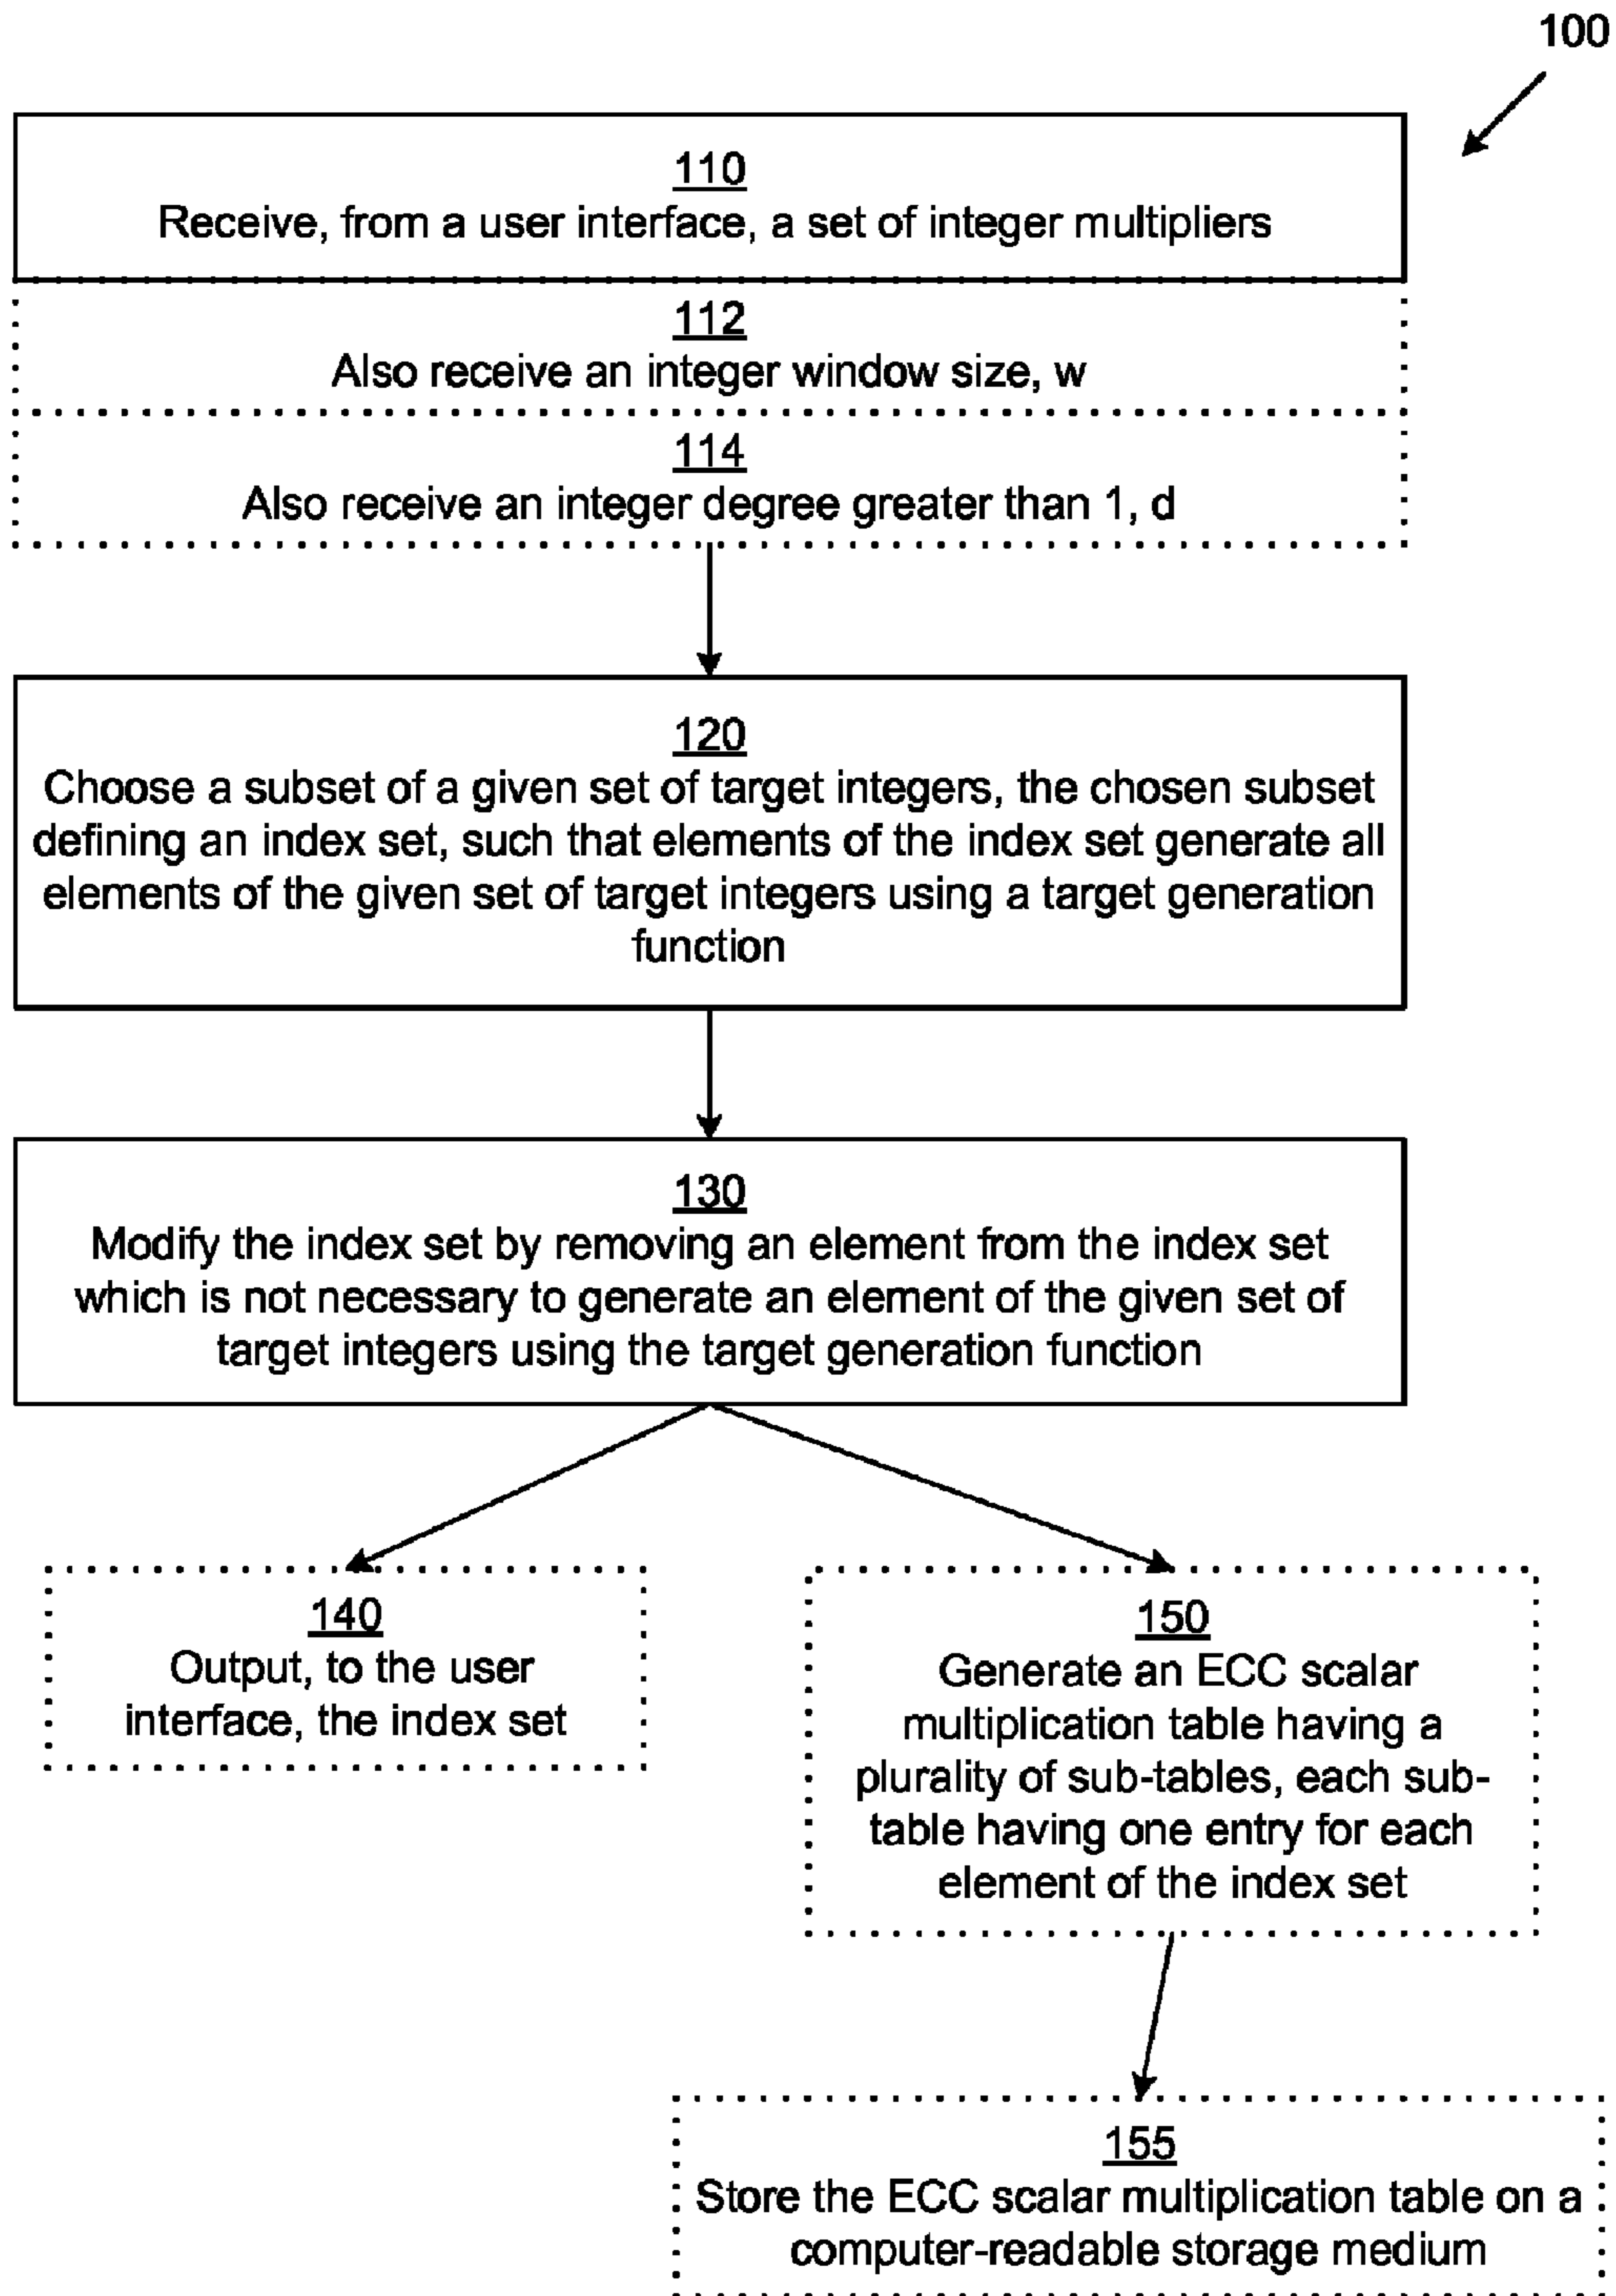 100
110
Receive, from a user interface, a set of integer multipliers
112
Also receive an integer window size, w
114
Also receive an integer degree greater than 1, d
120
Choose a subset of a given set of target integers, the chosen subset
defining an index set, such that elements of the index set generate all
elements of the given set of target integers using a target generation
function
130
Modify the index set by removing an element from the index set
which is not necessary to generate an element of the given set of
target integers using the target generation function
140
Output, to the user
interface, the index set
150
Generate an ECC scalar
multiplication table having a
plurality of sub-tables, each sub-
table having one entry for each
element of the index set
155
Store the ECC scalar multiplication table on a
computer-readable storage medium